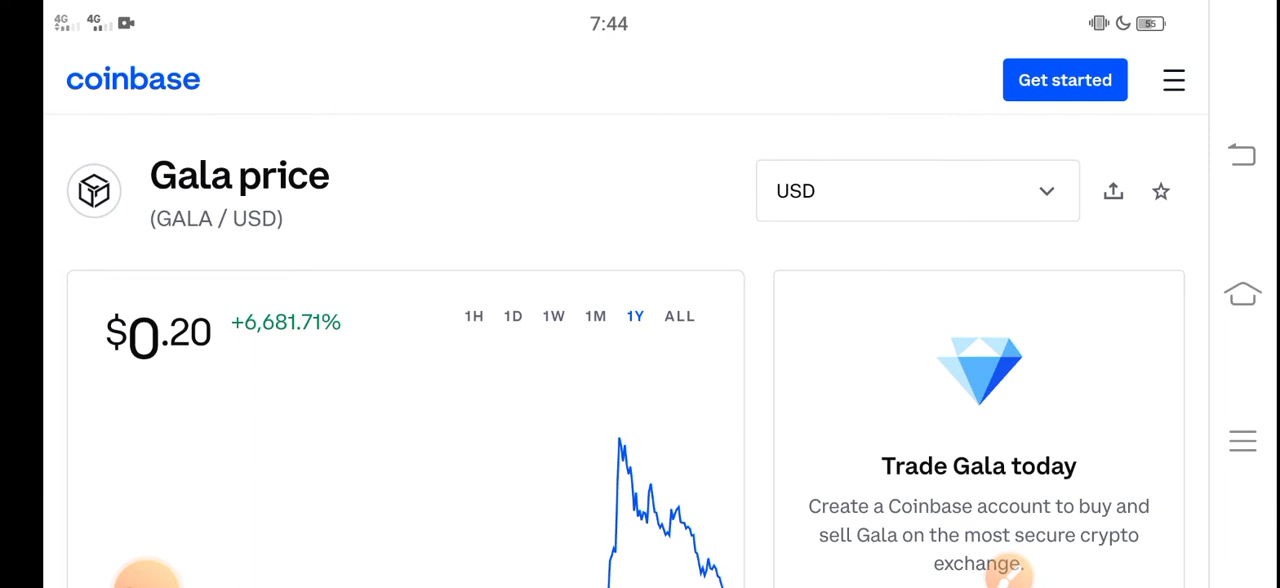 4G 4G 7:44 55
coinbase Get started
Gala price
(GALA / USD)
USD
$0.20 +6,681.71% 1H 1D 1W 1M 1Y ALL
Trade Gala today
Create a Coinbase account to buy and
sell Gala on the most secure crypto
exchange.